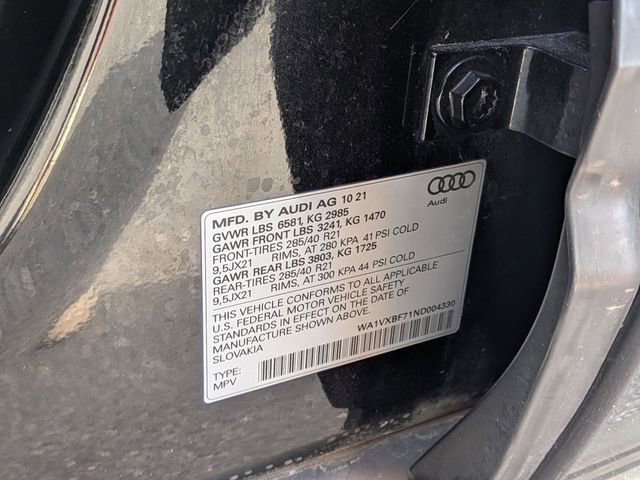 MFD. BY AUDI AG 10 21
GVWR LBS 6581, KG 2985
GAWR FRONT LBS 3241, KG 1470
FRONT-TIRES 285/40 R21
9,5JX21 RIMS, AT 280 KPA 41 PSI COLD
GAWR REAR LBS 3803, KG 1725
REAR-TIRES 285/40 R21
9,5JX21 RIMS, AT 300 KPA 44 PSI COLD
THIS VEHICLE CONFORMS TO ALL APPLICABLE
U.S. FEDERAL MOTOR VEHICLE SAFETY
STANDARDS IN EFFECT ON THE DATE OF
MANUFACTURE SHOWN ABOVE.
SLOVAKIA
WA1VXBF71ND004330
TYPE:
MPV
Audi